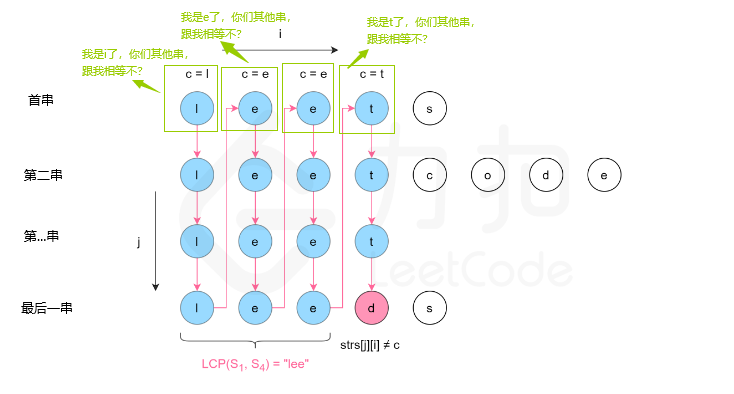 我是e了，你们其他串，
跟我相等不？
我是t了，你们其他串，
跟我相等不？
i
我是i了，你们其他串，
跟我相等不？
c = l
c = e
c = e
c = t
首串
l e e t s
第二串
l e e t c o d e
第...串
l e e t
j
最后一串
l e e d s
LCP(S1, S4) = "lee"
strs[j][i] ≠ c
力扣
LeetCode